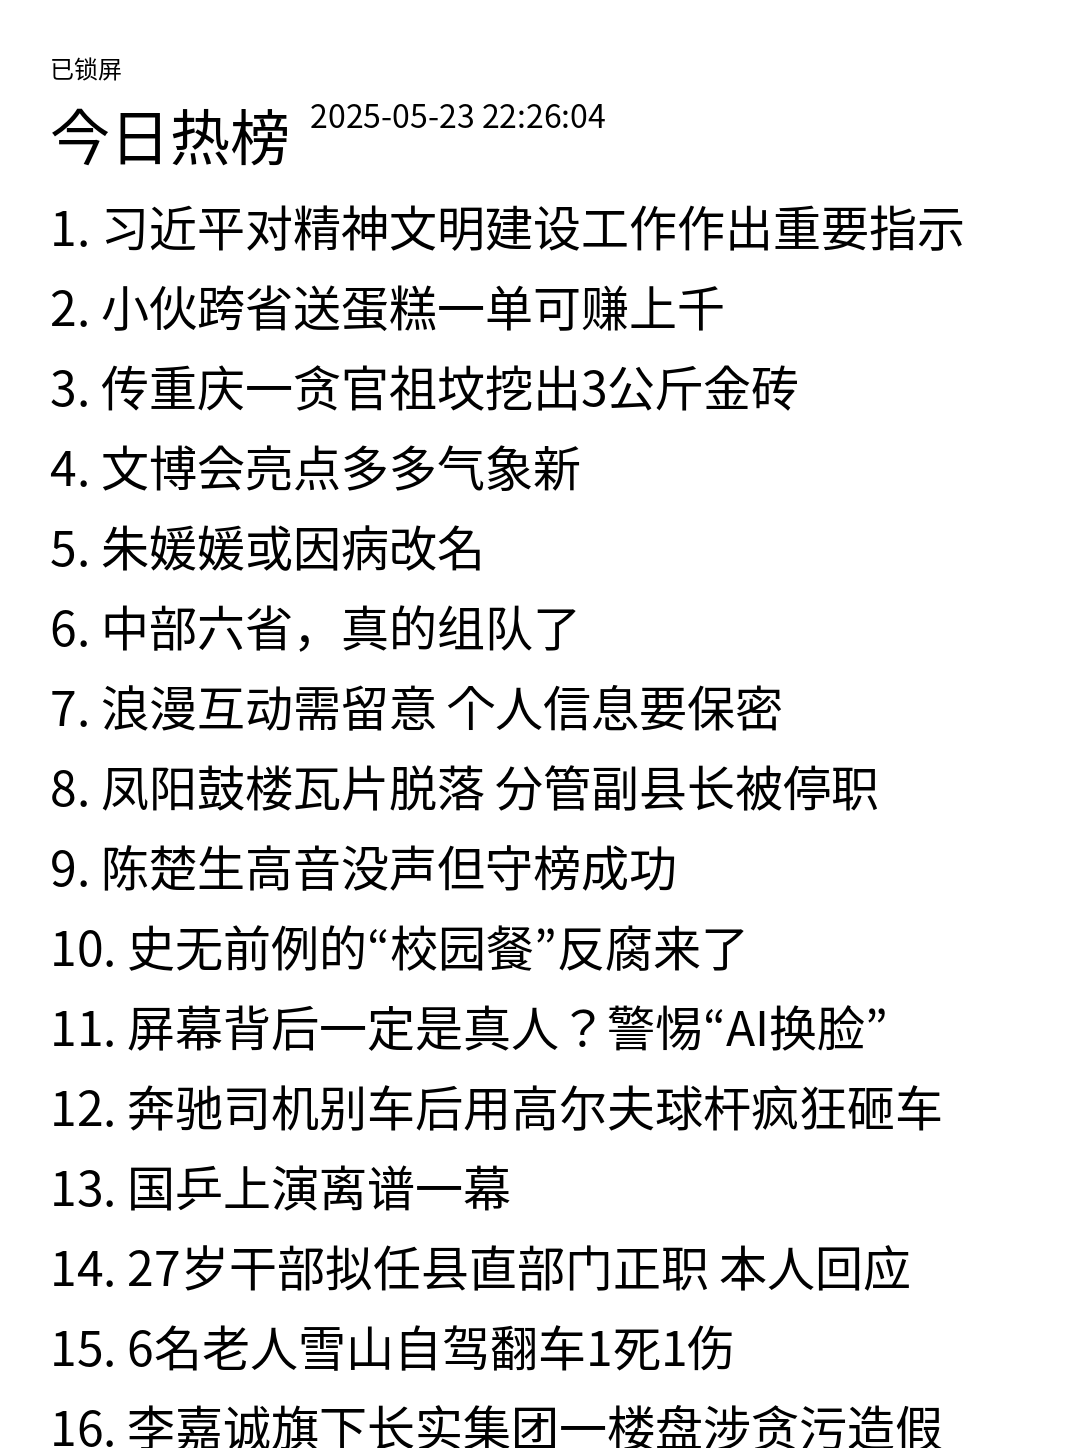 已锁屏
今日热榜 2025-05-23 22:26:04
1. 习近平对精神文明建设工作作出重要指示
2. 小伙跨省送蛋糕一单可赚上千
3. 传重庆一贪官祖坟挖出3公斤金砖
4. 文博会亮点多多气象新
5. 朱媛媛或因病改名
6. 中部六省，真的组队了
7. 浪漫互动需留意 个人信息要保密
8. 凤阳鼓楼瓦片脱落 分管副县长被停职
9. 陈楚生高音没声但守榜成功
10. 史无前例的“校园餐”反腐来了
11. 屏幕背后一定是真人？警惕“AI换脸”
12. 奔驰司机别车后用高尔夫球杆疯狂砸车
13. 国乒上演离谱一幕
14. 27岁干部拟任县直部门正职 本人回应
15. 6名老人雪山自驾翻车1死1伤
16. 李嘉诚旗下长实集团一楼盘涉贪污造假